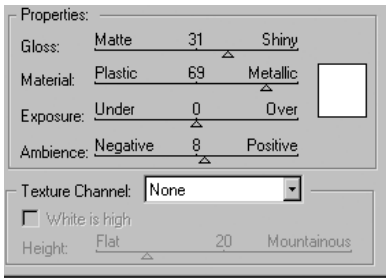 Properties:
Gloss: Matte 31 Shiny
Material: Plastic 69 Metallic
Exposure: Under 0 Over
Ambience: Negative 8 Positive
Texture Channel: None
White is high
Height: Flat 20 Mountainous